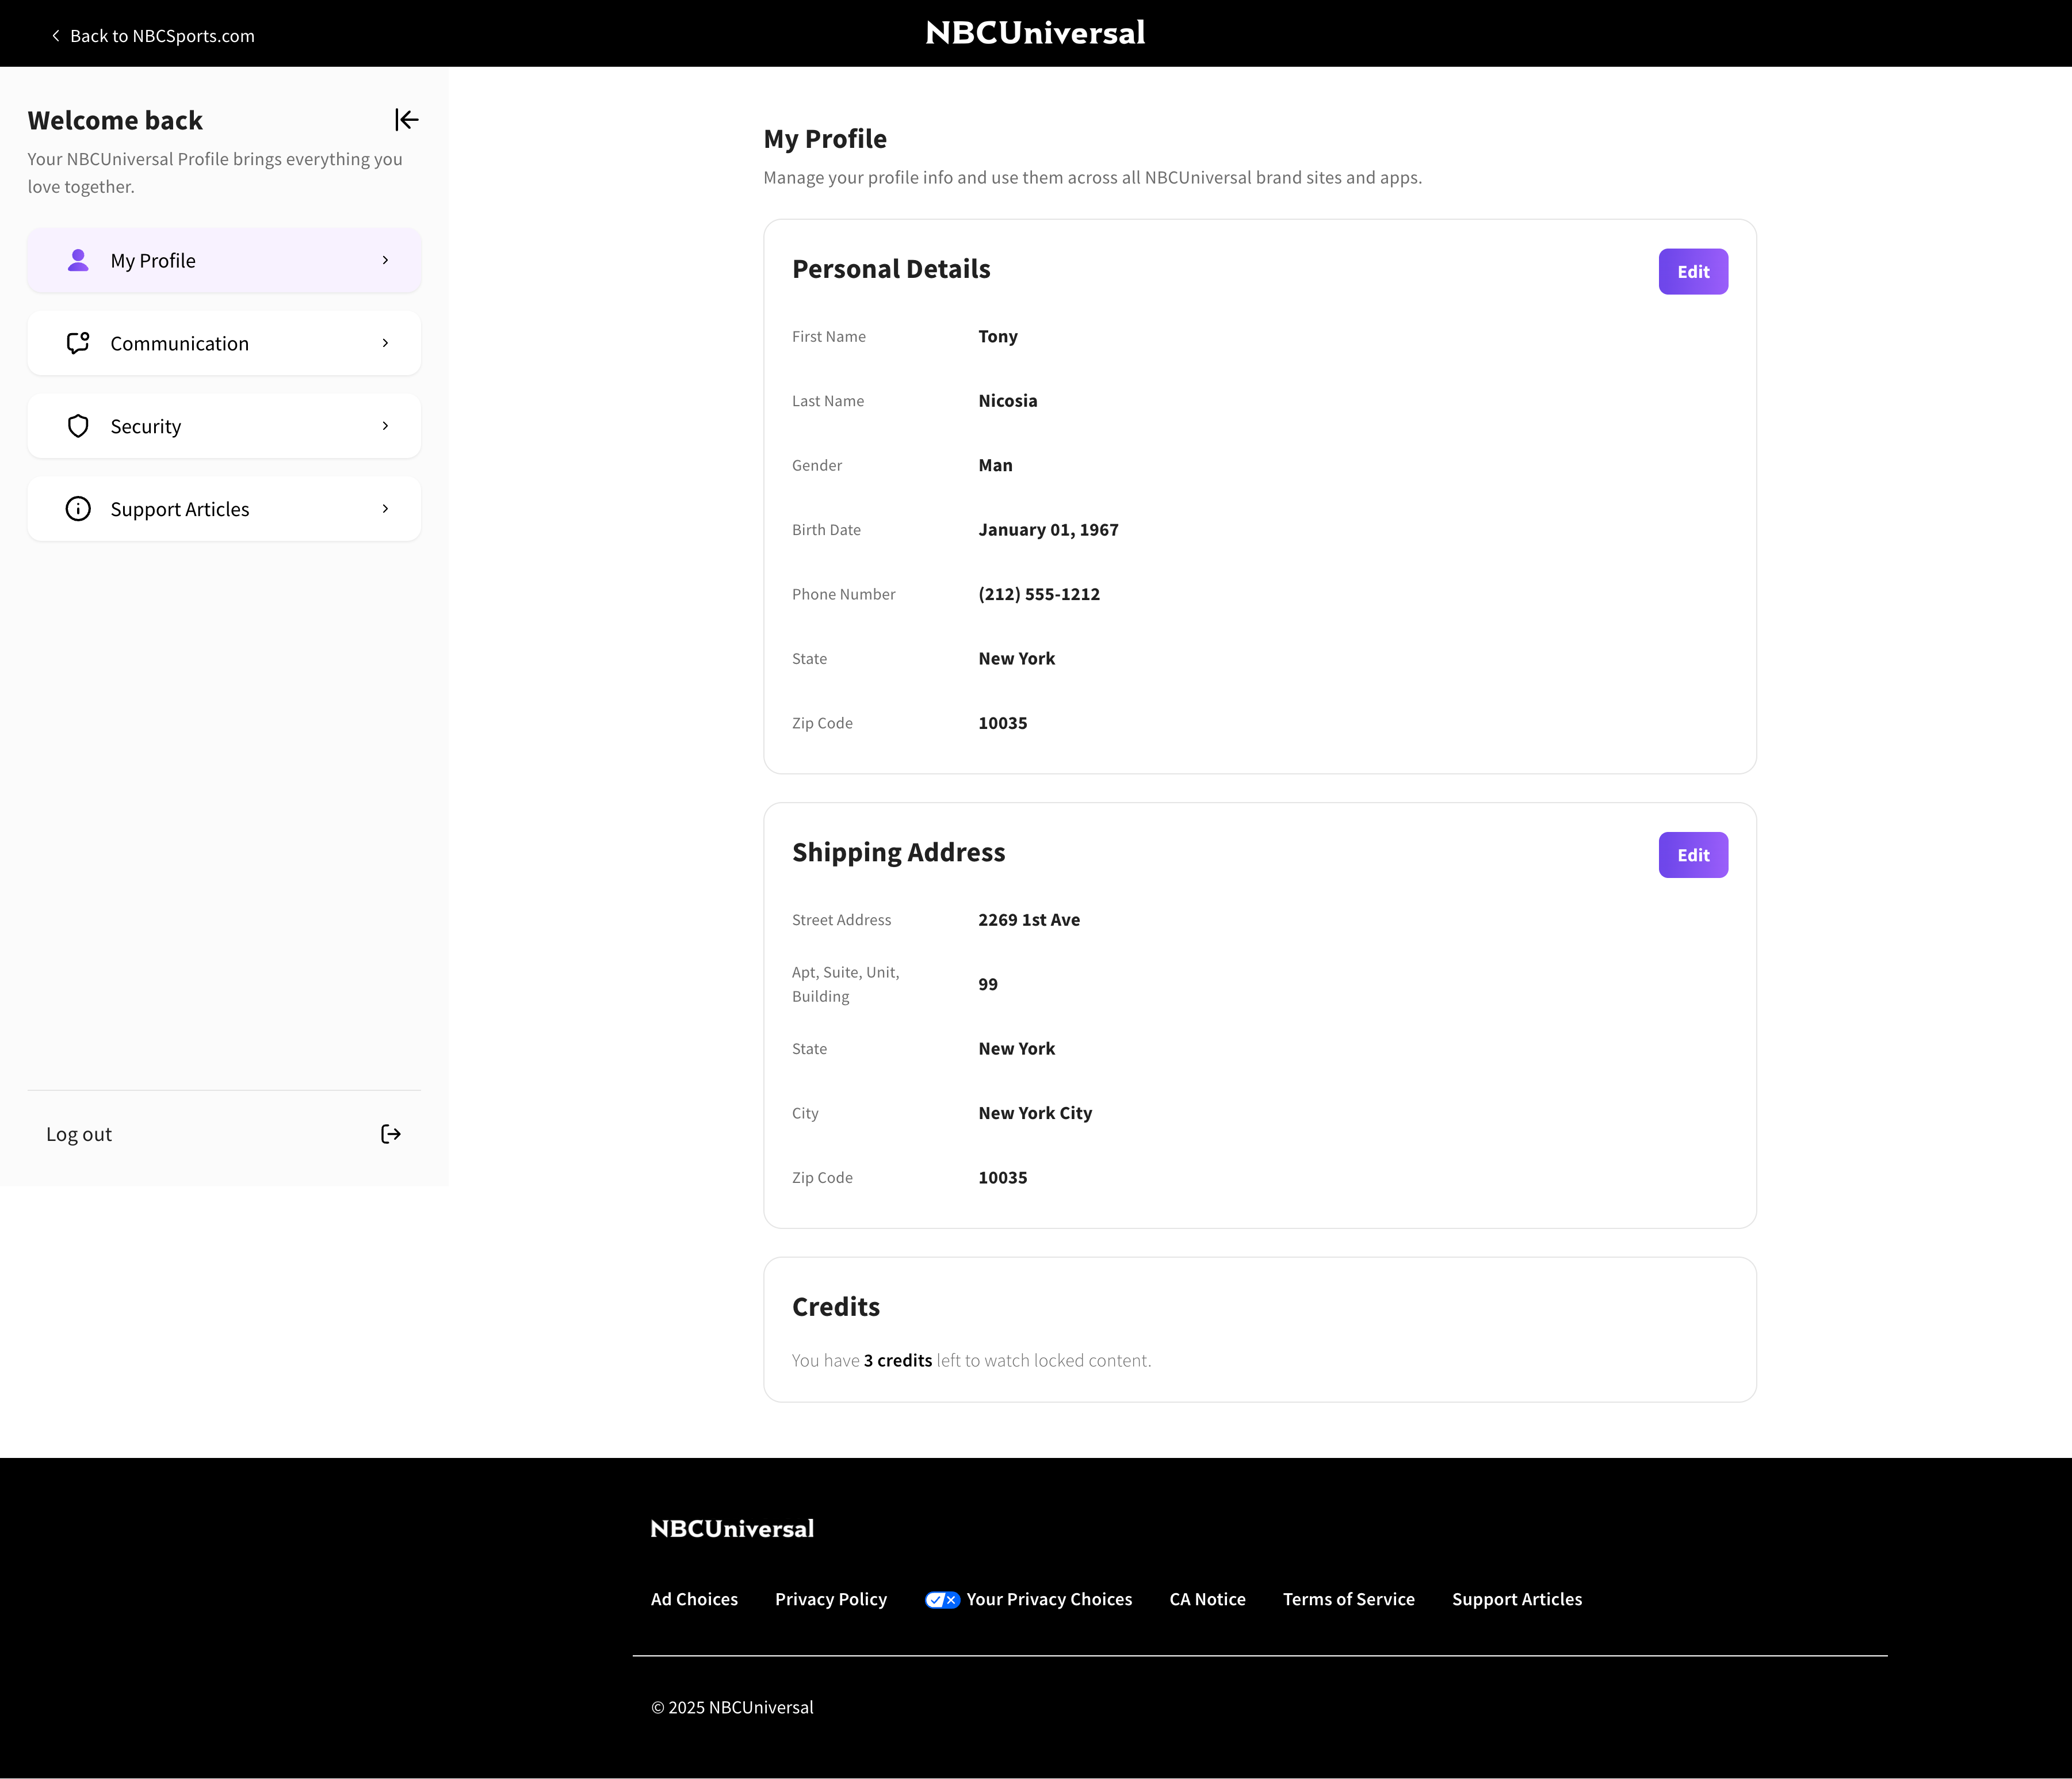 Back to NBCSports.com
NBCUniversal
Welcome back
Your NBCUniversal Profile brings everything you
love together.
My Profile
Communication
Security
Support Articles
Log out
My Profile
Manage your profile info and use them across all NBCUniversal brand sites and apps.
Personal Details
Edit
First Name Tony
Last Name Nicosia
Gender Man
Birth Date January 01, 1967
Phone Number (212) 555-1212
State New York
Zip Code 10035
Shipping Address
Edit
Street Address 2269 1st Ave
Apt, Suite, Unit,
Building 99
State New York
City New York City
Zip Code 10035
Credits
You have 3 credits left to watch locked content.
NBCUniversal
Ad Choices Privacy Policy Your Privacy Choices CA Notice Terms of Service Support Articles
© 2025 NBCUniversal